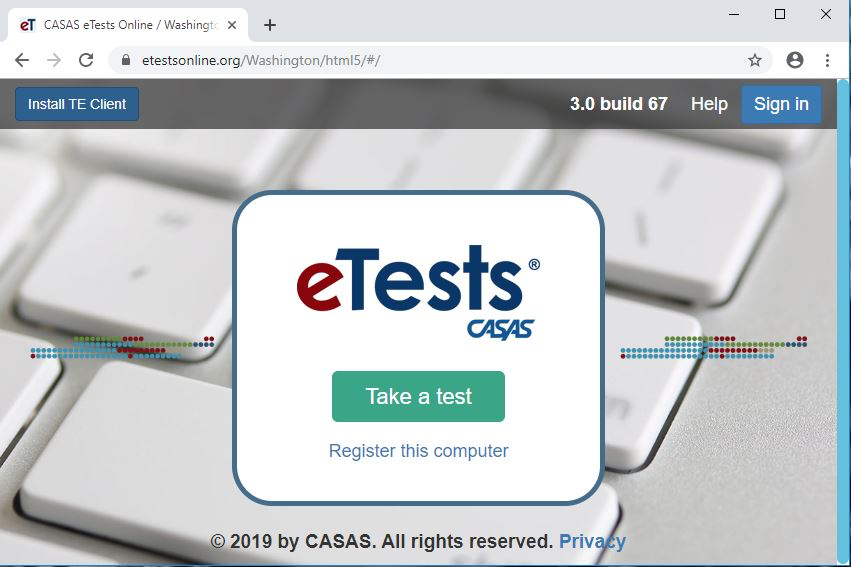 eT CASAS eTests Online / Washingto
etestsonline.org/Washington/html5/#/
Install TE Client
3.0 build 67 Help Sign in
eTests®
CASAS
Take a test
Register this computer
© 2019 by CASAS. All rights reserved. Privacy